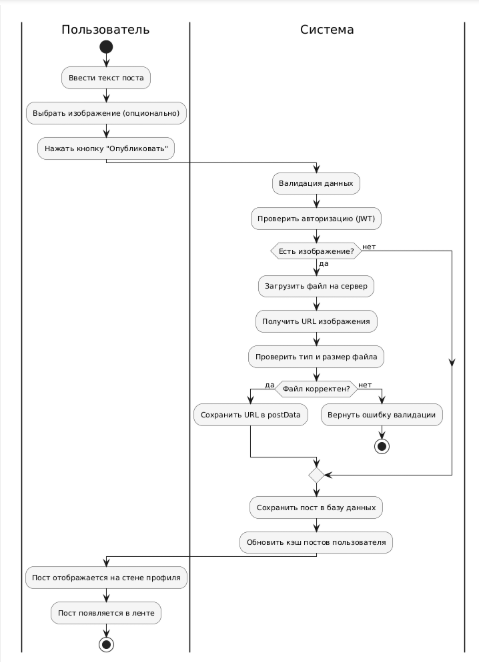 Пользователь
Система
Ввести текст поста
Выбрать изображение (опционально)
Нажать кнопку "Опубликовать"
Валидация данных
Проверить авторизацию (JWT)
Есть изображение?
нет
да
Загрузить файл на сервер
Получить URL изображения
Проверить тип и размер файла
да
Файл корректен?
нет
Сохранить URL в postData
Вернуть ошибку валидации
Сохранить пост в базу данных
Обновить кэш постов пользователя
Пост отображается на стене профиля
Пост появляется в ленте